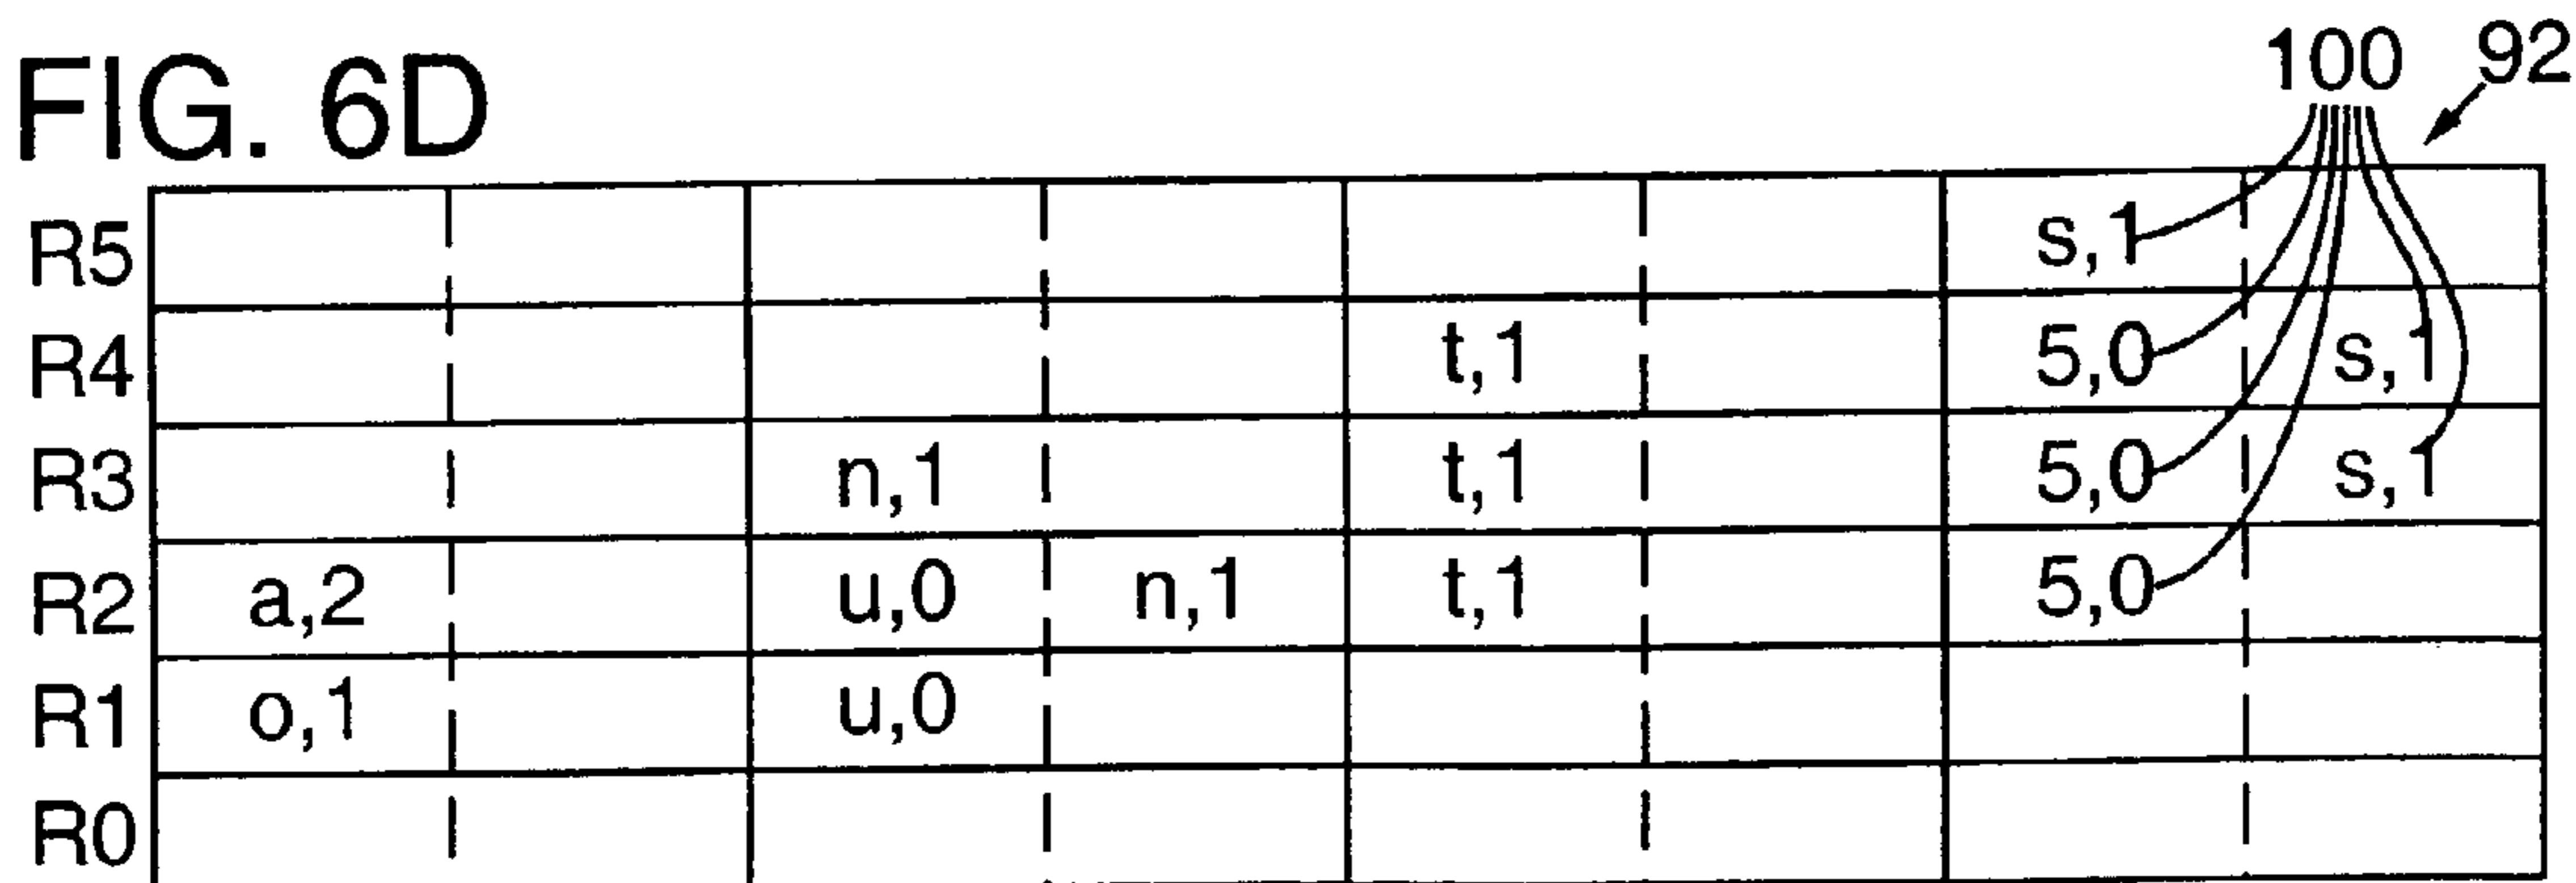 FIG. 6D
100 92
R5 s,1
R4 t,1 5,0 s,1
R3 n,1 t,1 5,0 s,1
R2 a,2 u,0 n,1 t,1 5,0
R1 o,1 u,0
R0